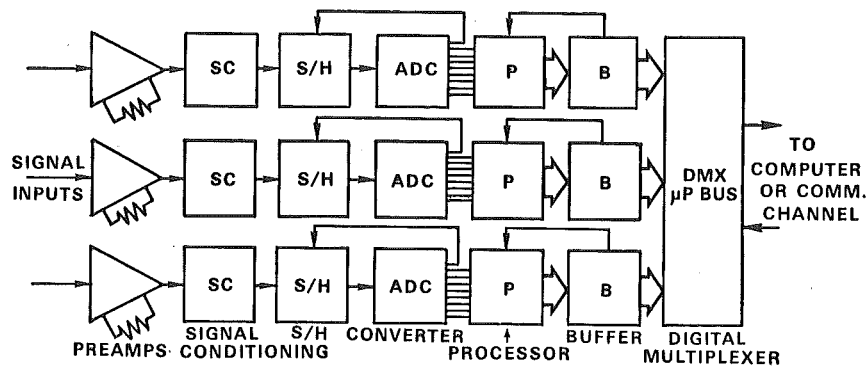 SC S/H ADC P B
SIGNAL INPUTS
SC S/H ADC P B
DMX
µP BUS
TO
COMPUTER
OR COMM.
CHANNEL
SC S/H ADC P B
PREAMPS
SIGNAL
CONDITIONING
S/H
CONVERTER
PROCESSOR
BUFFER
DIGITAL
MULTIPLEXER